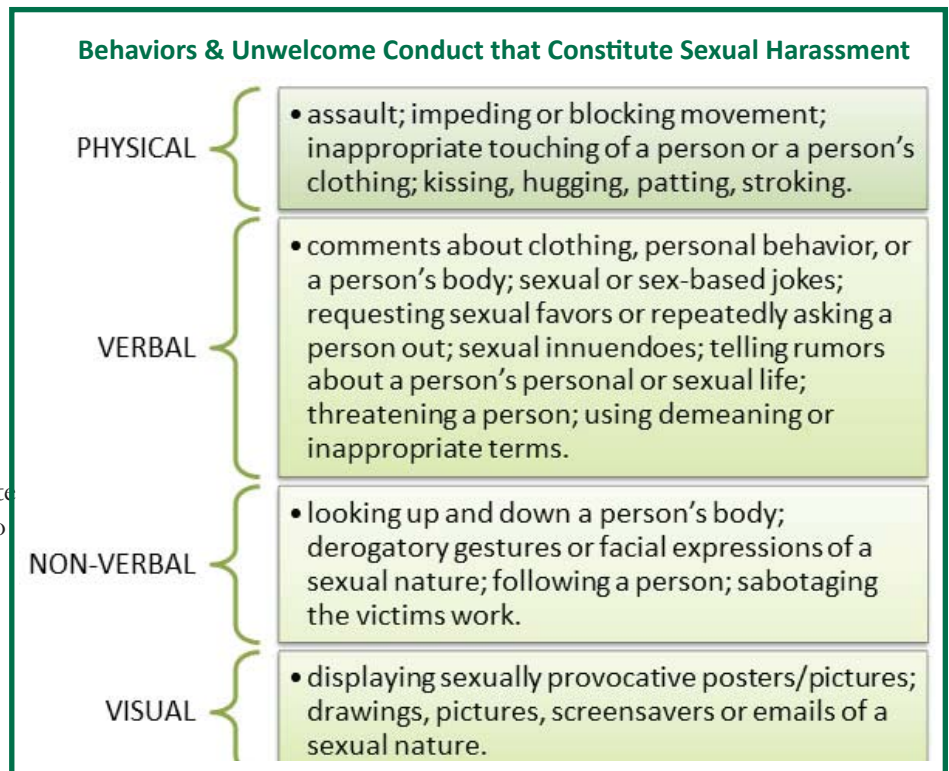 Behaviors & Unwelcome Conduct that Constitute Sexual Harassment
PHYSICAL
• assault; impeding or blocking movement;
inappropriate touching of a person or a person’s
clothing; kissing, hugging, patting, stroking.
VERBAL
• comments about clothing, personal behavior, or
a person’s body; sexual or sex-based jokes;
requesting sexual favors or repeatedly asking a
person out; sexual innuendoes; telling rumors
about a person’s personal or sexual life;
threatening a person; using demeaning or
inappropriate terms.
NON-VERBAL
• looking up and down a person’s body;
derogatory gestures or facial expressions of a
sexual nature; following a person; sabotaging
the victims work.
VISUAL
• displaying sexually provocative posters/pictures;
drawings, pictures, screensavers or emails of a
sexual nature.